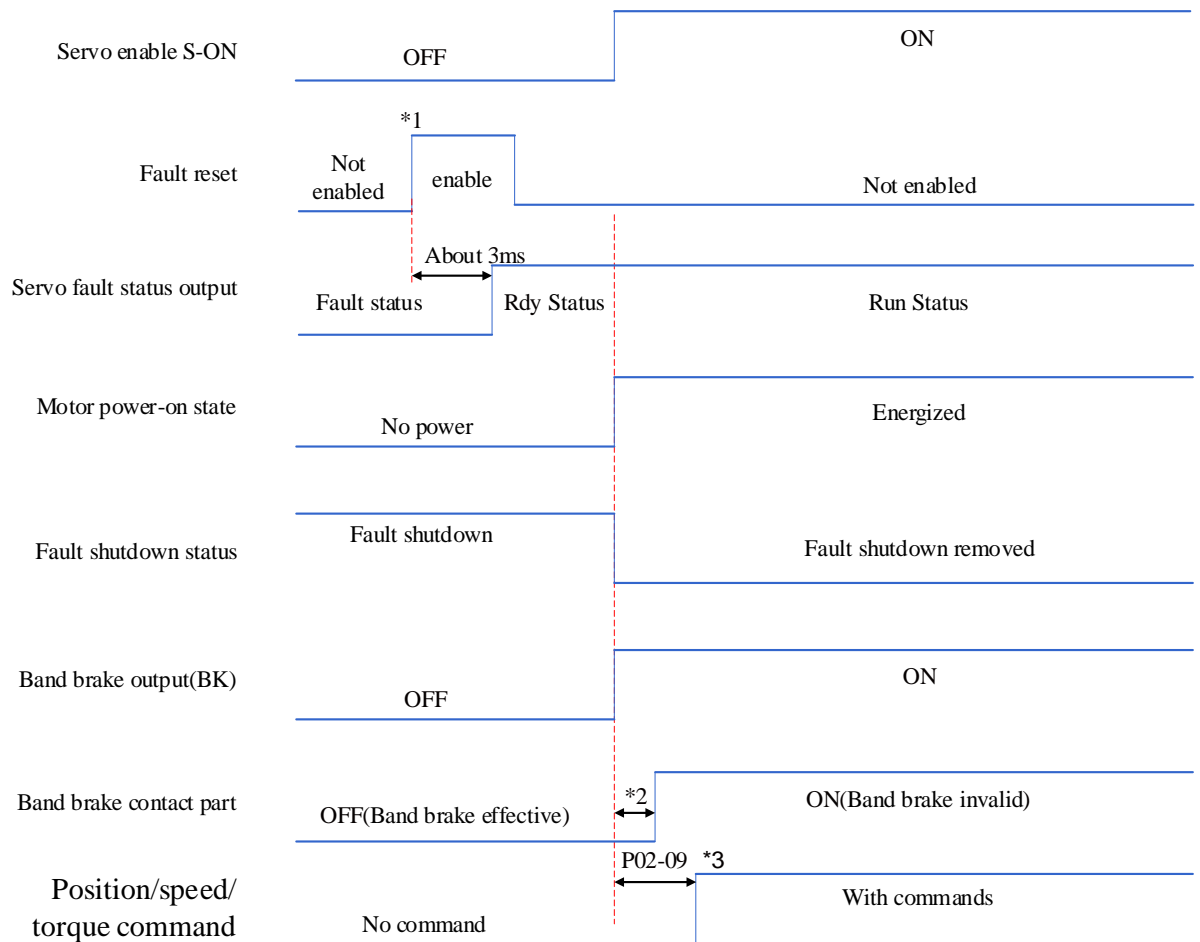 Servo enable S-ON
OFF
ON
*1
Fault reset
Not
enabled
enable
Not enabled
About 3ms
Servo fault status output
Fault status
Rdy Status
Run Status
Motor power-on state
No power
Energized
Fault shutdown status
Fault shutdown
Fault shutdown removed
Band brake output(BK)
OFF
ON
Band brake contact part
OFF(Band brake effective)
*2
ON(Band brake invalid)
P02-09 *3
Position/speed/
torque command
No command
With commands